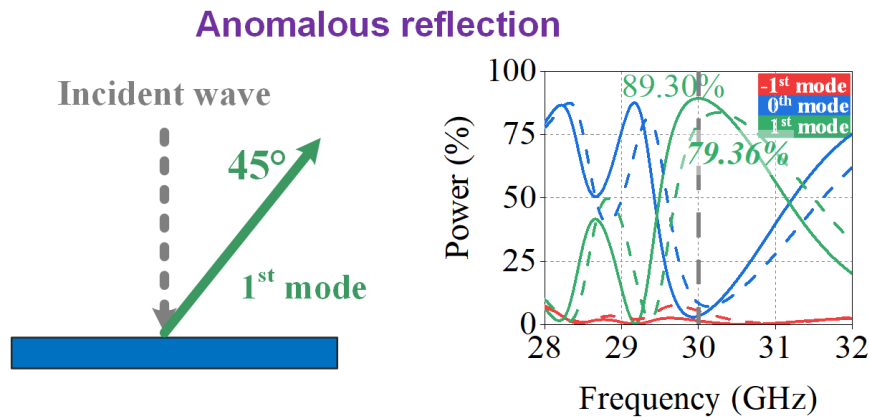 Anomalous reflection
Incident wave
45°
1st mode
Power (%)
100
75
50
25
0
89.30%
79.36%
-1st mode
0th mode
1st mode
28
29
30
31
32
Frequency (GHz)